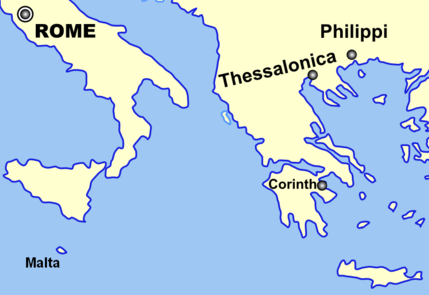 ROME
Philippi
Thessalonica
Corinth
Malta